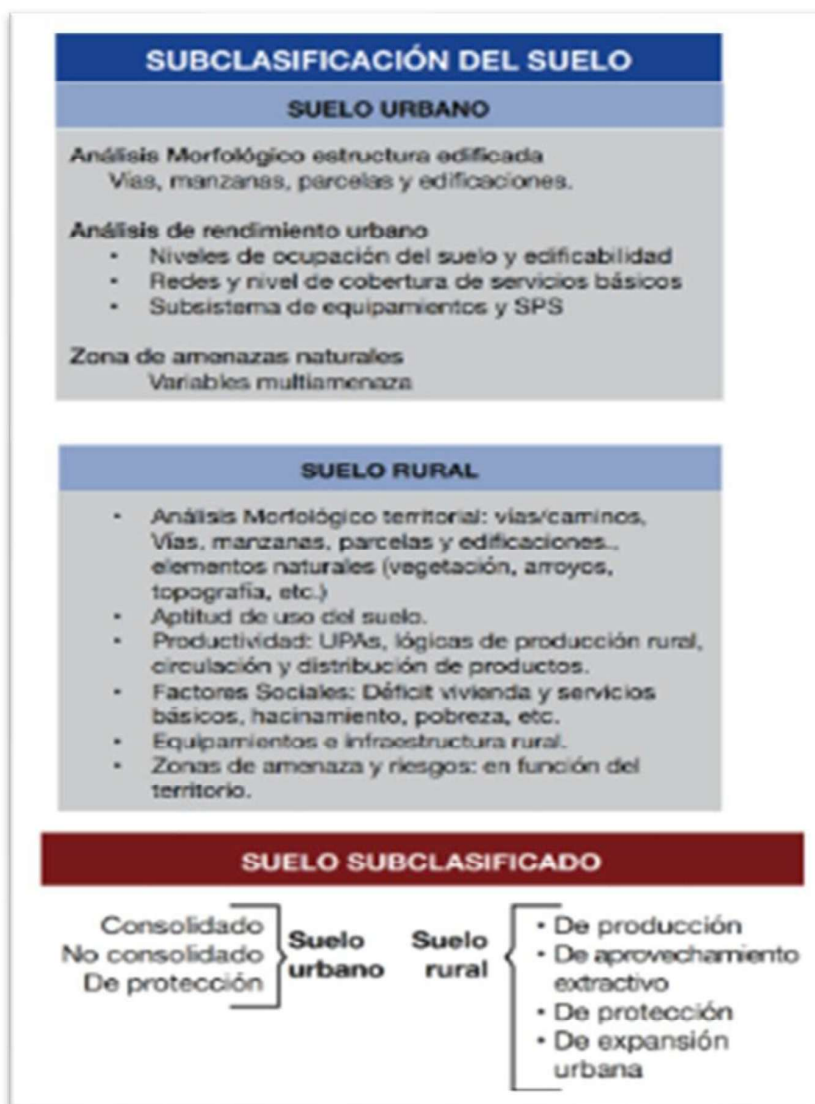 SUBCLASIFICACIÓN DEL SUELO
SUELO URBANO
Análisis Morfológico estructura edificada
Vías, manzanas, parcelas y edificaciones.
Análisis de rendimiento urbano
• Niveles de ocupación del suelo y edificabilidad
• Redes y nivel de cobertura de servicios básicos
• Subsistema de equipamientos y SPS
Zona de amenazas naturales
Variables multiamenaza
SUELO RURAL
• Análisis Morfológico territorial: vías/caminos,
Vías, manzanas, parcelas y edificaciones..,
elementos naturales (vegetación, arroyos,
topografía, etc.)
• Aptitud de uso del suelo.
• Productividad: UPAs, lógicas de producción rural,
circulación y distribución de productos.
• Factores Sociales: Déficit vivienda y servicios
básicos, hacinamiento, pobreza, etc.
• Equipamientos e infraestructura rural.
• Zonas de amenaza y riesgos: en función del
territorio.
SUELO SUBCLASIFICADO
Consolidado
No consolidado
De protección
Suelo
urbano
Suelo
rural
• De producción
• De aprovechamiento
extractivo
• De protección
• De expansión
urbana